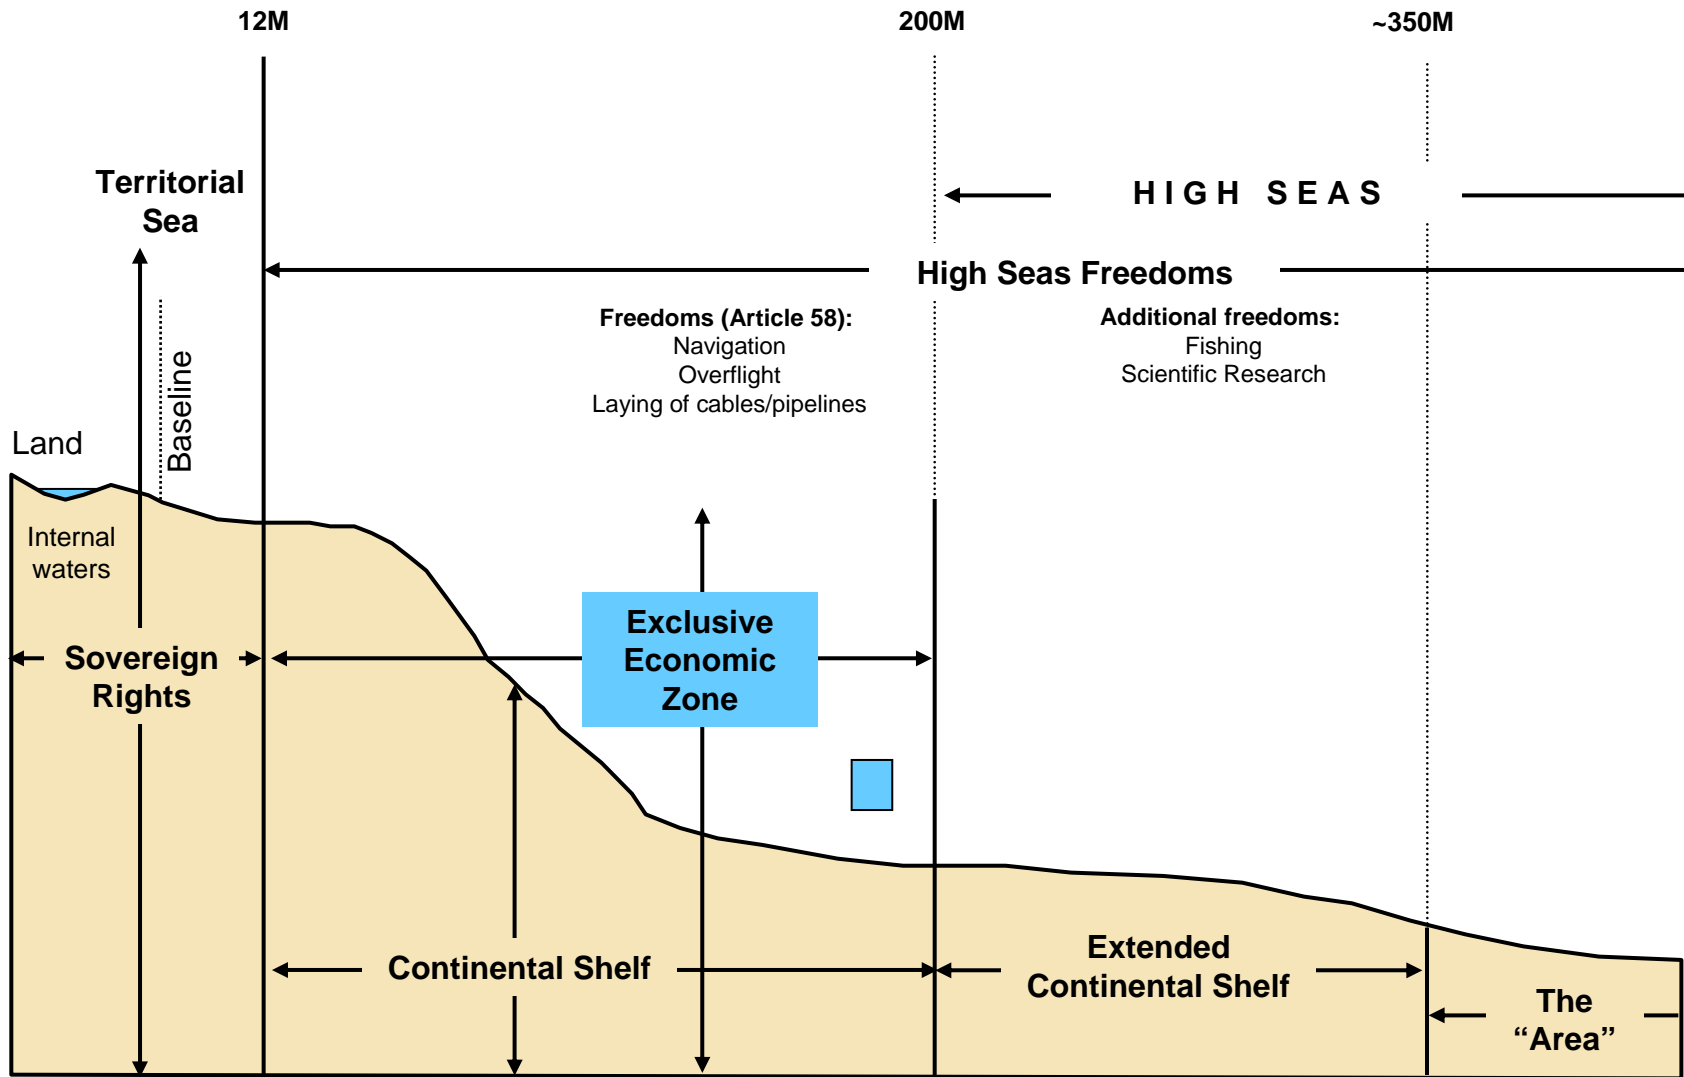 12M
200M
~350M
Territorial
Sea
HIGH SEAS
High Seas Freedoms
Freedoms (Article 58):
Navigation
Overflight
Laying of cables/pipelines
Additional freedoms:
Fishing
Scientific Research
Baseline
Land
Internal
waters
Sovereign
Rights
Exclusive
Economic
Zone
Continental Shelf
Extended
Continental Shelf
The
“Area”